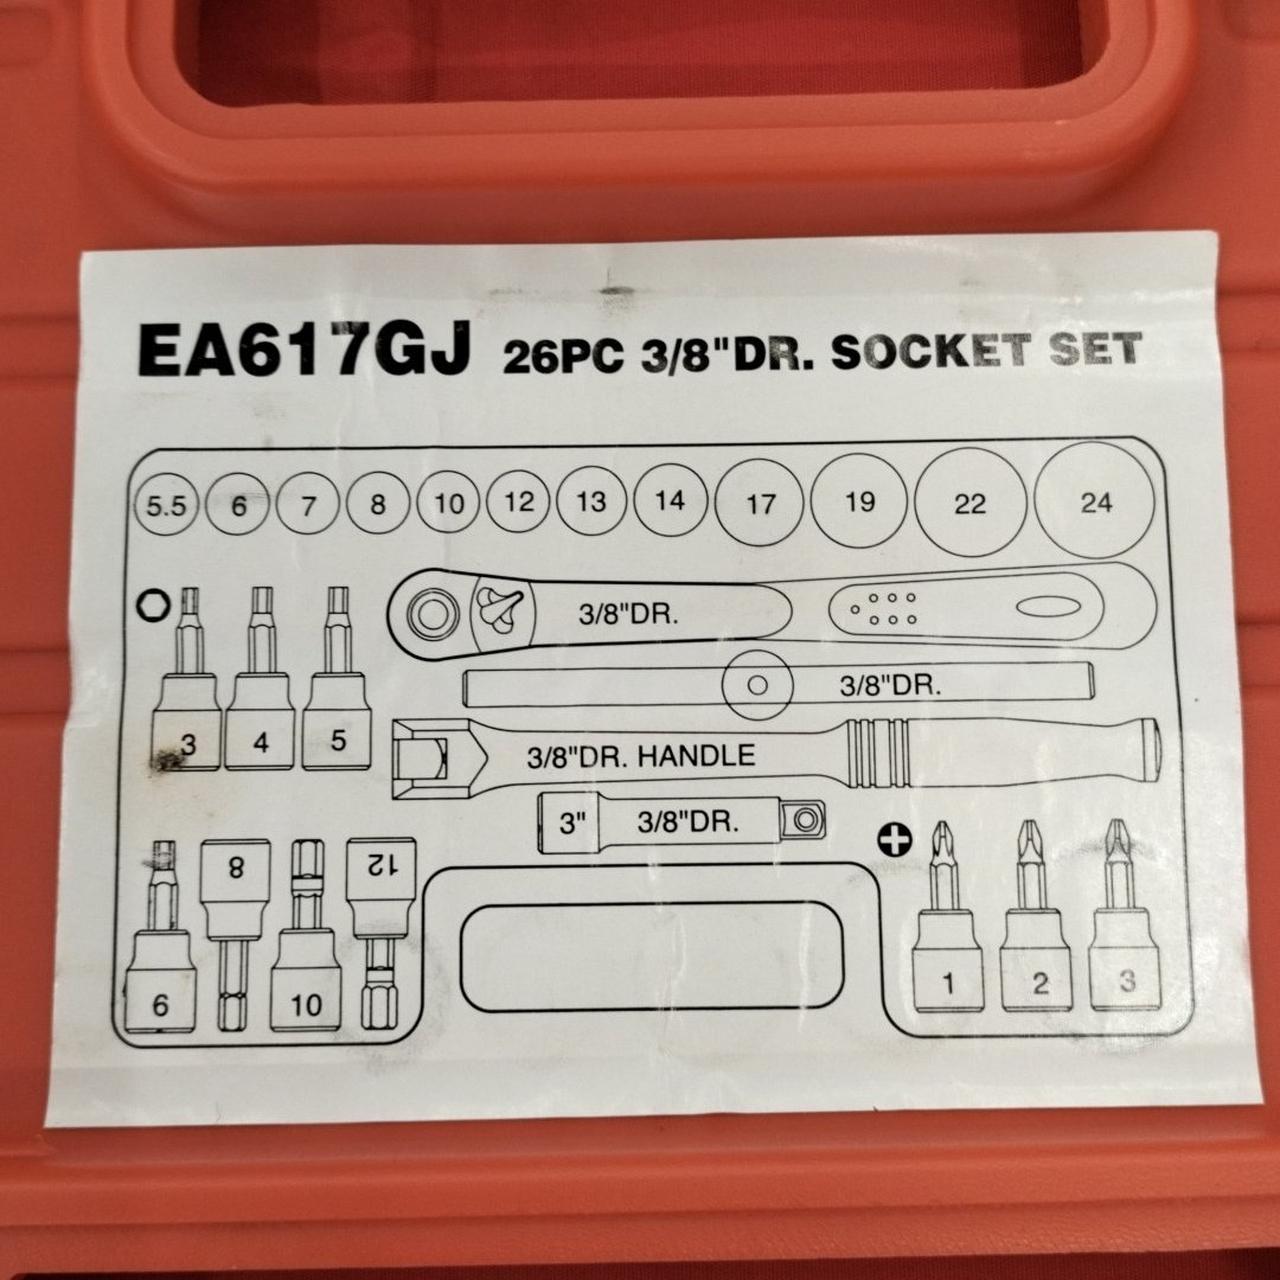 EA617GJ 26PC 3/8"DR. SOCKET SET
5.5 6 7 8 10 12 13 14 17 19 22 24
3/8"DR.
3/8"DR.
3 4 5
3/8"DR. HANDLE
3" 3/8"DR.
6 8 10 12
1 2 3